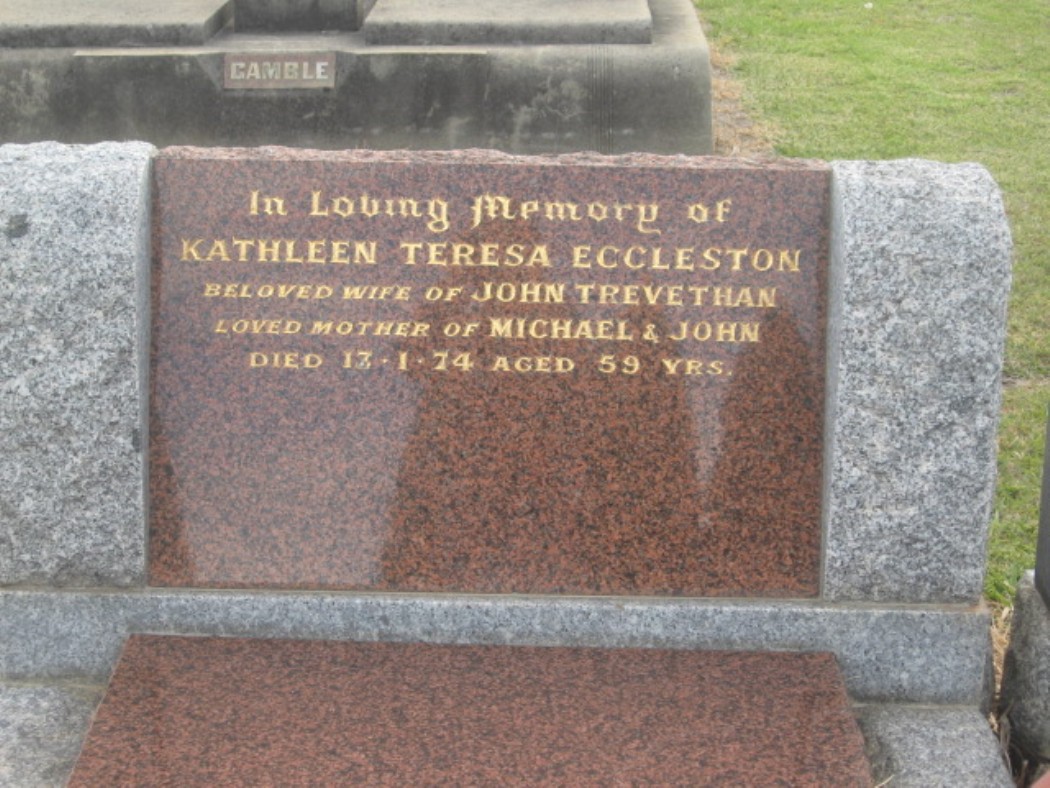 GAMBLE
In Loving Memory of
KATHLEEN TERESA ECCLESTON
BELOVED WIFE OF JOHN TREVETHAN
LOVED MOTHER OF MICHAEL & JOHN
DIED 13·1·74 AGED 59 YRS.